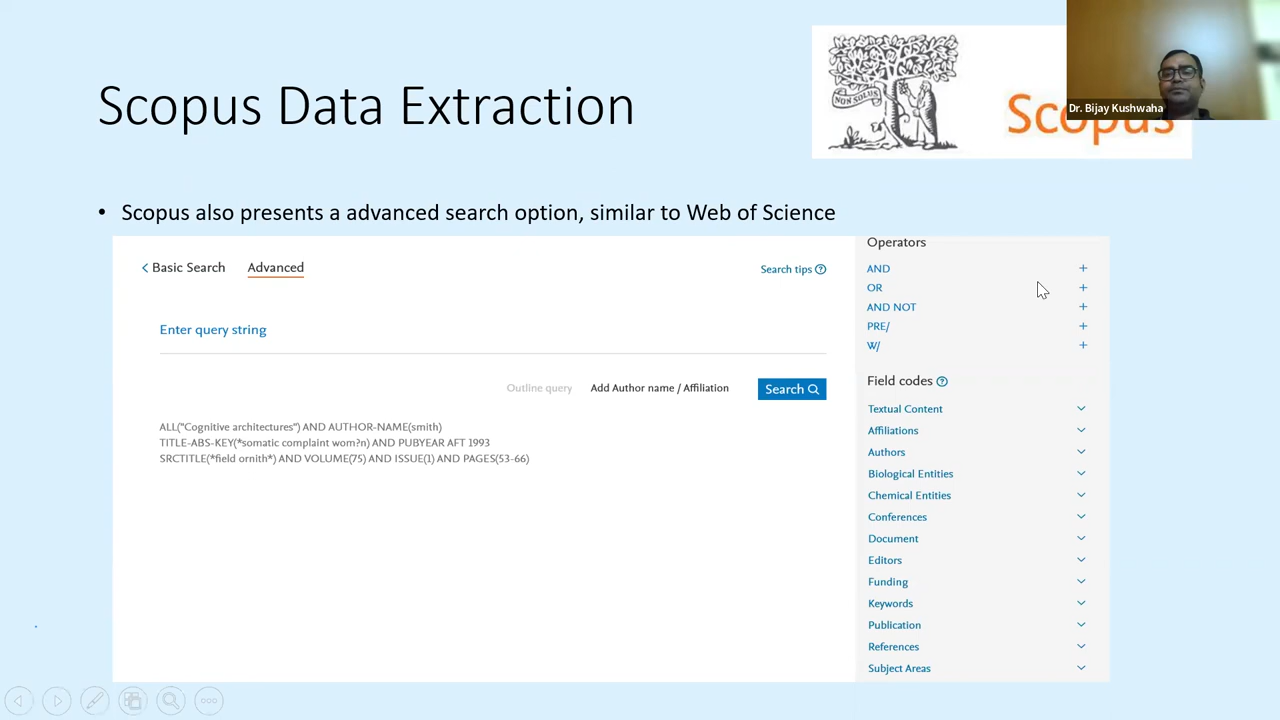 Scopus Data Extraction
NON SOLUS
Scopus
Dr. Bijay Kushwaha
• Scopus also presents a advanced search option, similar to Web of Science
Basic Search Advanced
Search tips
Enter query string
Outline query Add Author name / Affiliation Search
ALL("Cognitive architectures") AND AUTHOR-NAME(smith)
TITLE-ABS-KEY(*somatic complaint wom?n) AND PUBYEAR AFT 1993
SRCTITLE(*field ornith*) AND VOLUME(75) AND ISSUE(1) AND PAGES(53-66)
Operators
AND +
OR +
AND NOT +
PRE/ +
W/ +
Field codes
Textual Content
Affiliations
Authors
Biological Entities
Chemical Entities
Conferences
Document
Editors
Funding
Keywords
Publication
References
Subject Areas